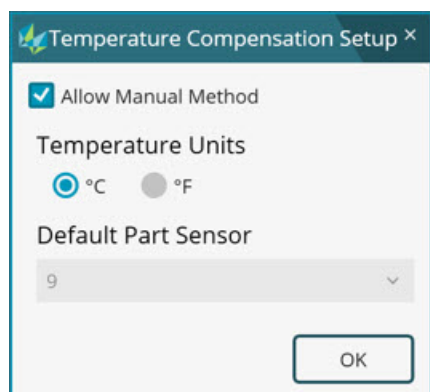 Temperature Compensation Setup ×
Allow Manual Method
Temperature Units
°C °F
Default Part Sensor
9
OK